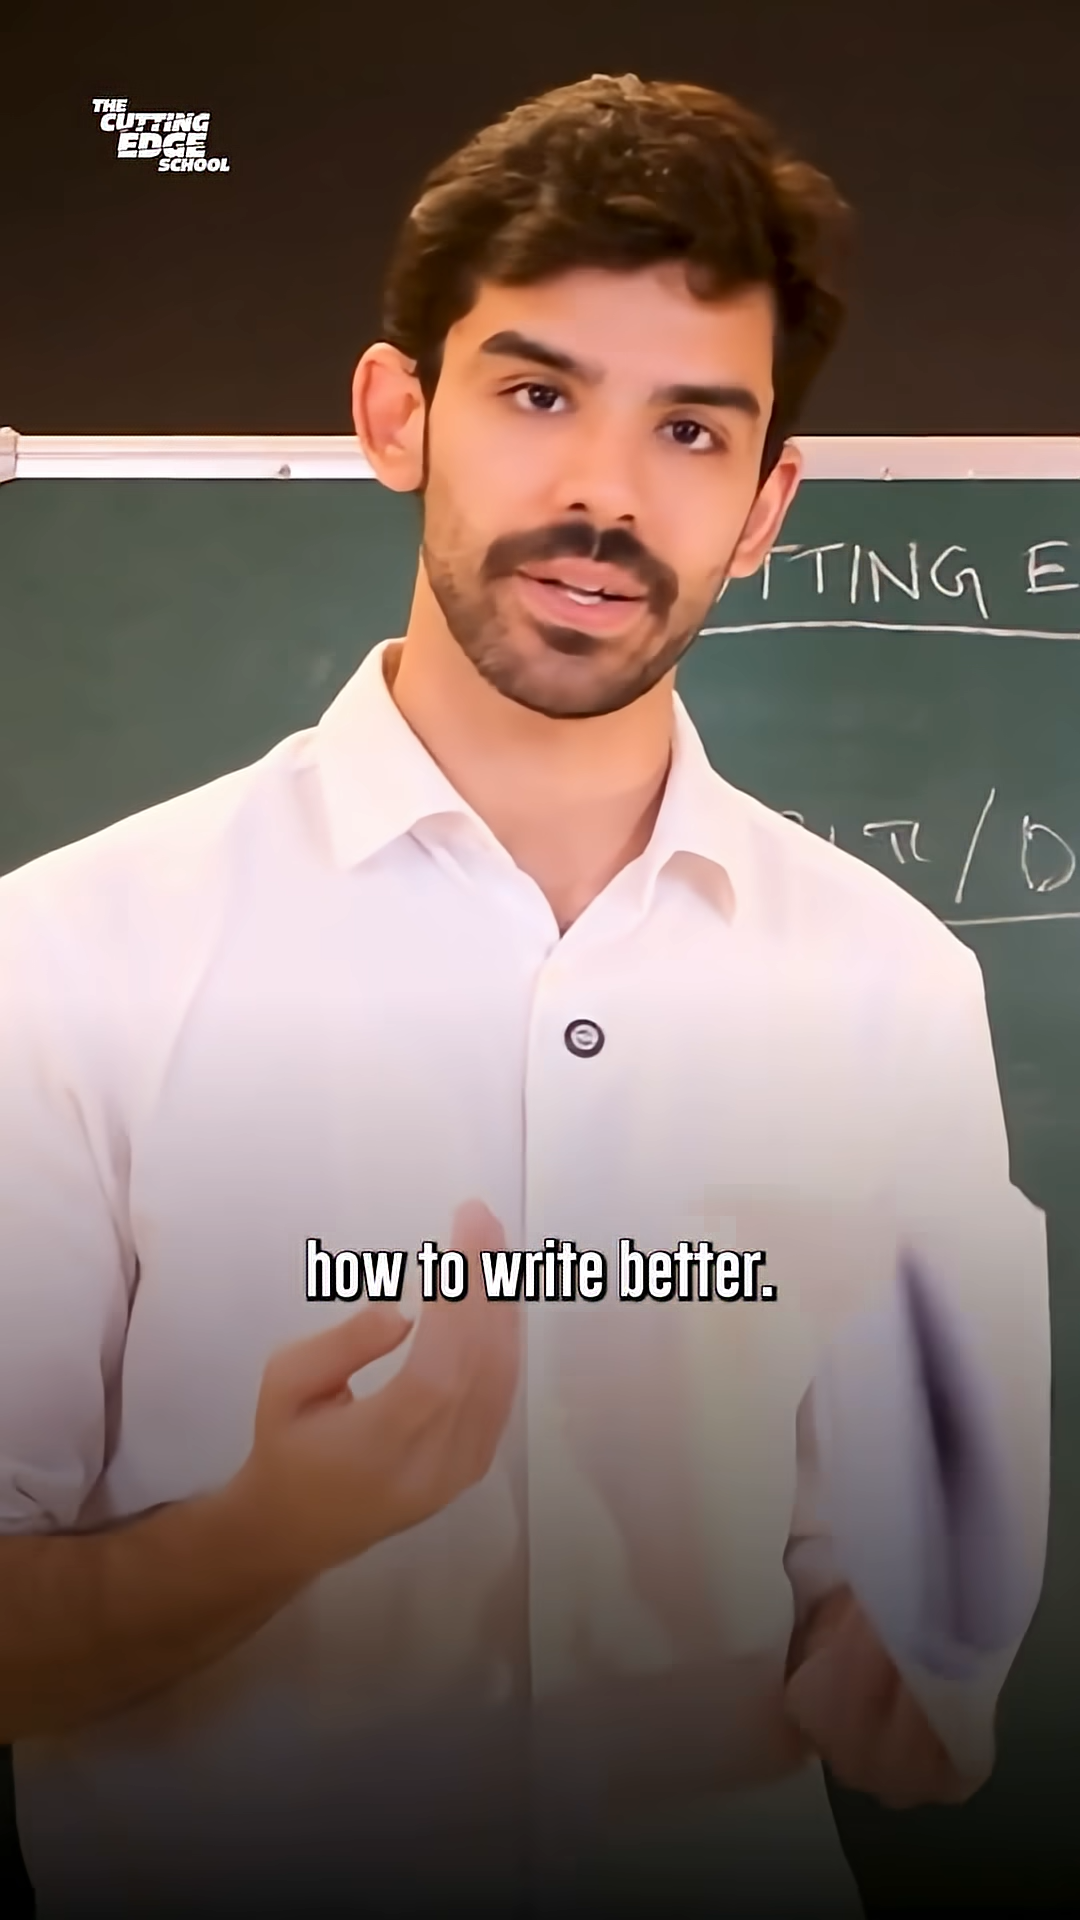 THE
CUTTING
EDGE
SCHOOL
TTING E
how to write better.